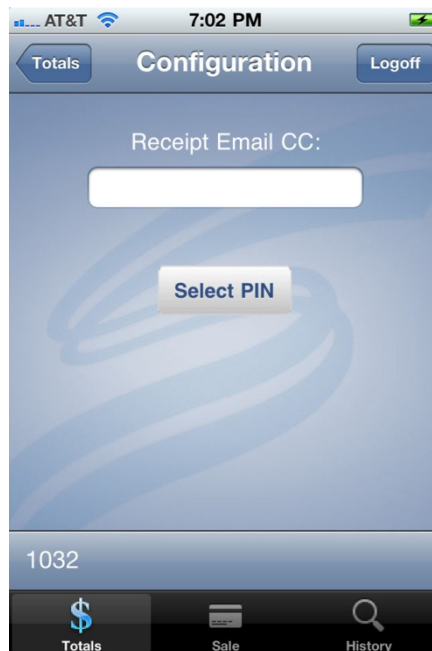 AT&T 7:02 PM
Totals Configuration Logoff
Receipt Email CC:
Select PIN
1032
Totals Sale History